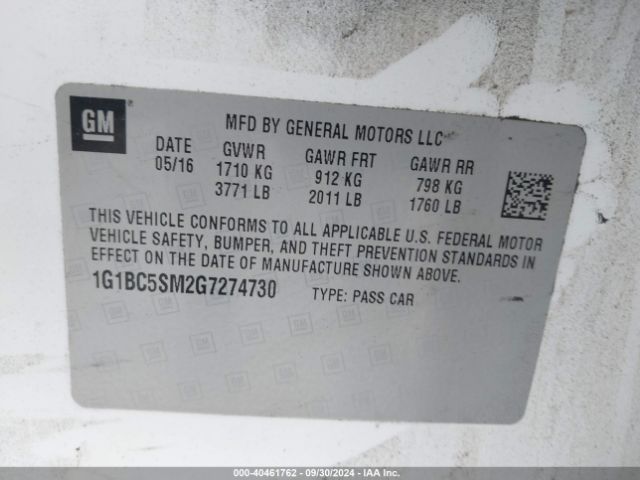 GM
MFD BY GENERAL MOTORS LLC
DATE GVWR GAWR FRT GAWR RR
05/16 1710 KG 912 KG 798 KG
3771 LB 2011 LB 1760 LB
THIS VEHICLE CONFORMS TO ALL APPLICABLE U.S. FEDERAL MOTOR
VEHICLE SAFETY, BUMPER, AND THEFT PREVENTION STANDARDS IN
EFFECT ON THE DATE OF MANUFACTURE SHOWN ABOVE.
1G1BC5SM2G7274730 TYPE: PASS CAR
000-40461762 - 09/30/2024 - IAA Inc.